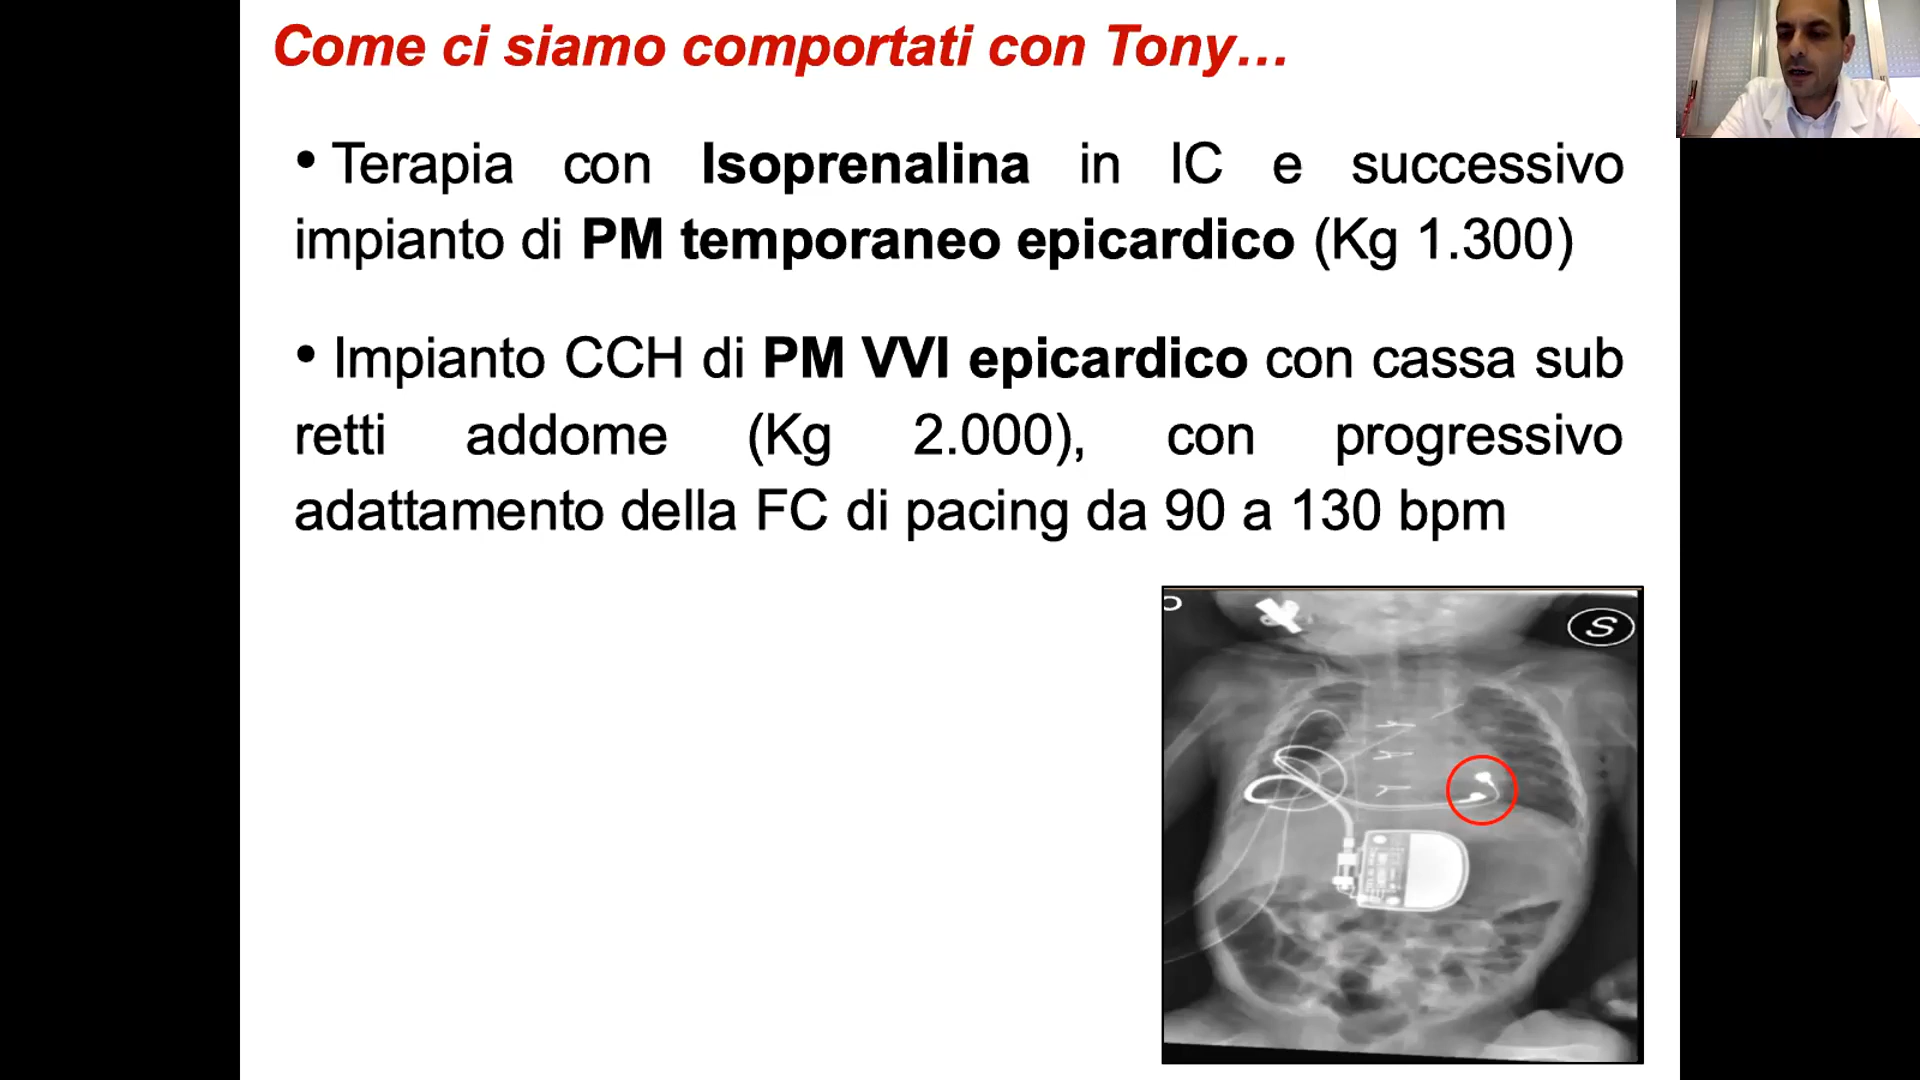 Come ci siamo comportati con Tony...
• Terapia con Isoprenalina in IC e successivo
impianto di PM temporaneo epicardico (Kg 1.300)
• Impianto CCH di PM VVI epicardico con cassa sub
retti addome (Kg 2.000), con progressivo
adattamento della FC di pacing da 90 a 130 bpm
S